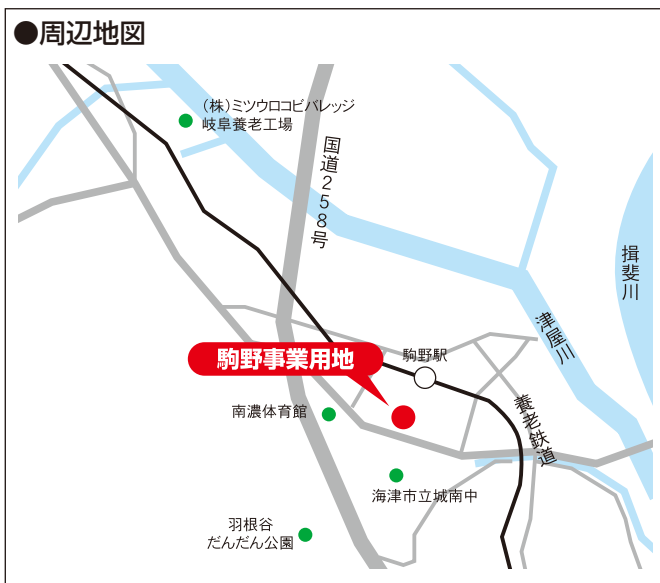 ●周辺地図
(株)ミツウロコビバレッジ
岐阜養老工場
国道258号
揖斐川
津屋川
駒野駅
駒野事業用地
養老鉄道
南濃体育館
海津市立城南中
羽根谷
だんだん公園